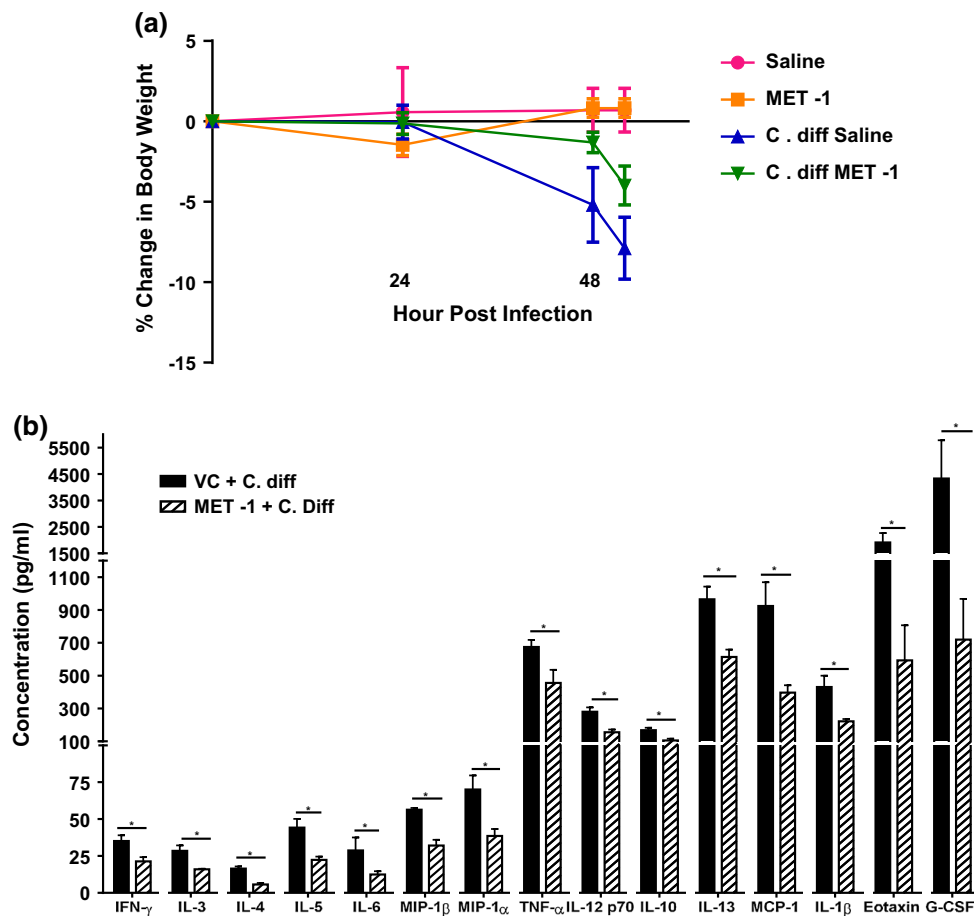 (a)
5
0
-5
-10
-15
% Change in Body Weight
24
48
Hour Post Infection
Saline
MET -1
C . diff Saline
C . diff MET -1
(b)
5500
4500
3500
2500
1500
1100
900
700
500
300
100
75
50
25
0
Concentration (pg/ml)
VC + C. diff
MET -1 + C. Diff
* * * * * * * * * * * * * * *
IFN-γ IL-3 IL-4 IL-5 IL-6 MIP-1β MIP-1α TNF-α IL-12 p70 IL-10 IL-13 MCP-1 IL-1β Eotaxin G-CSF